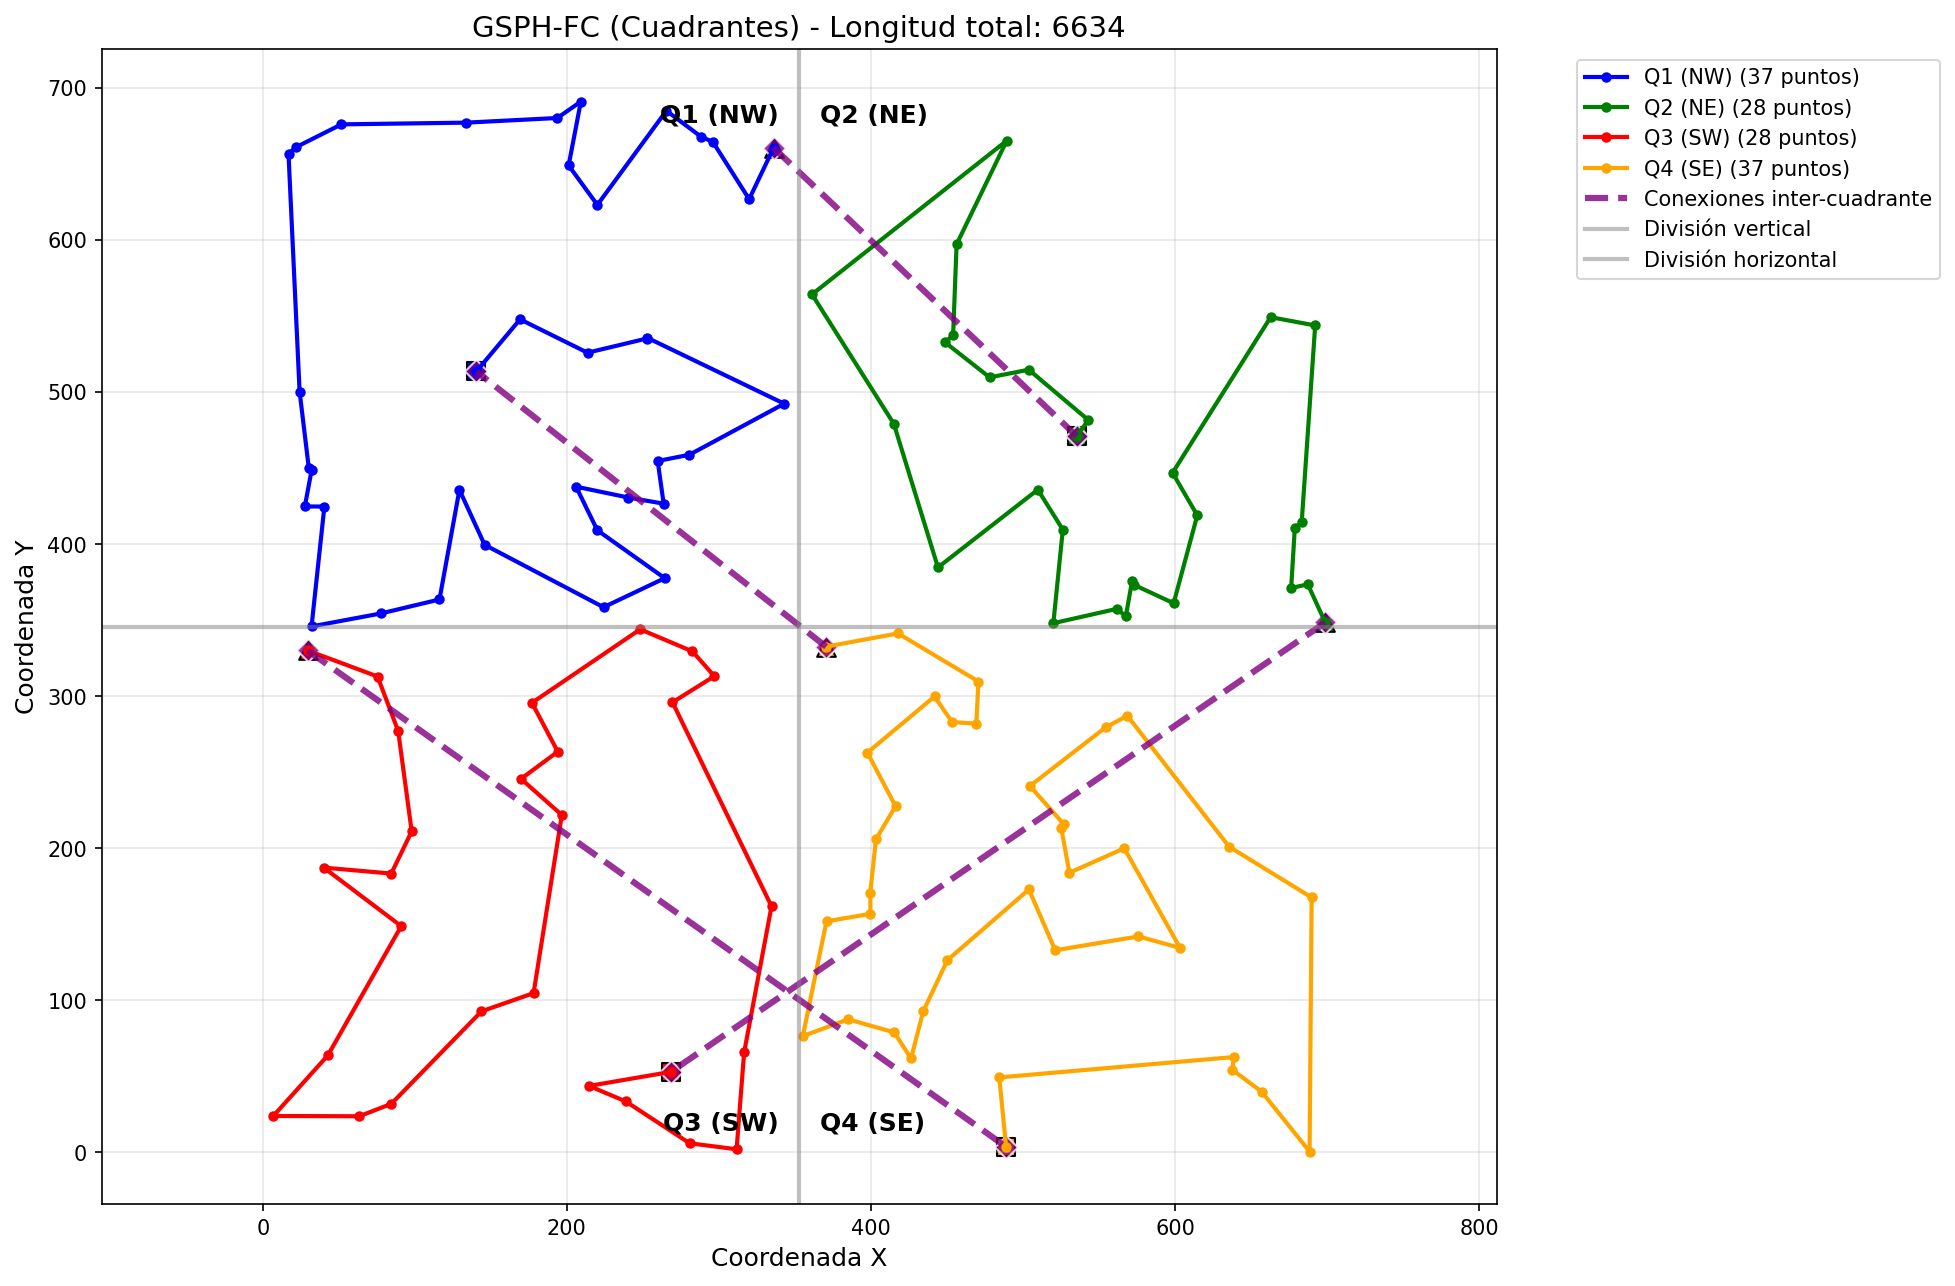 GSPH-FC (Cuadrantes) - Longitud total: 6634
Q1 (NW) (37 puntos)
Q2 (NE) (28 puntos)
Q3 (SW) (28 puntos)
Q4 (SE) (37 puntos)
Conexiones inter-cuadrante
División vertical
División horizontal
Q1 (NW)
Q2 (NE)
Q3 (SW)
Q4 (SE)
Coordenada Y
700
600
500
400
300
200
100
0
0
200
400
600
800
Coordenada X